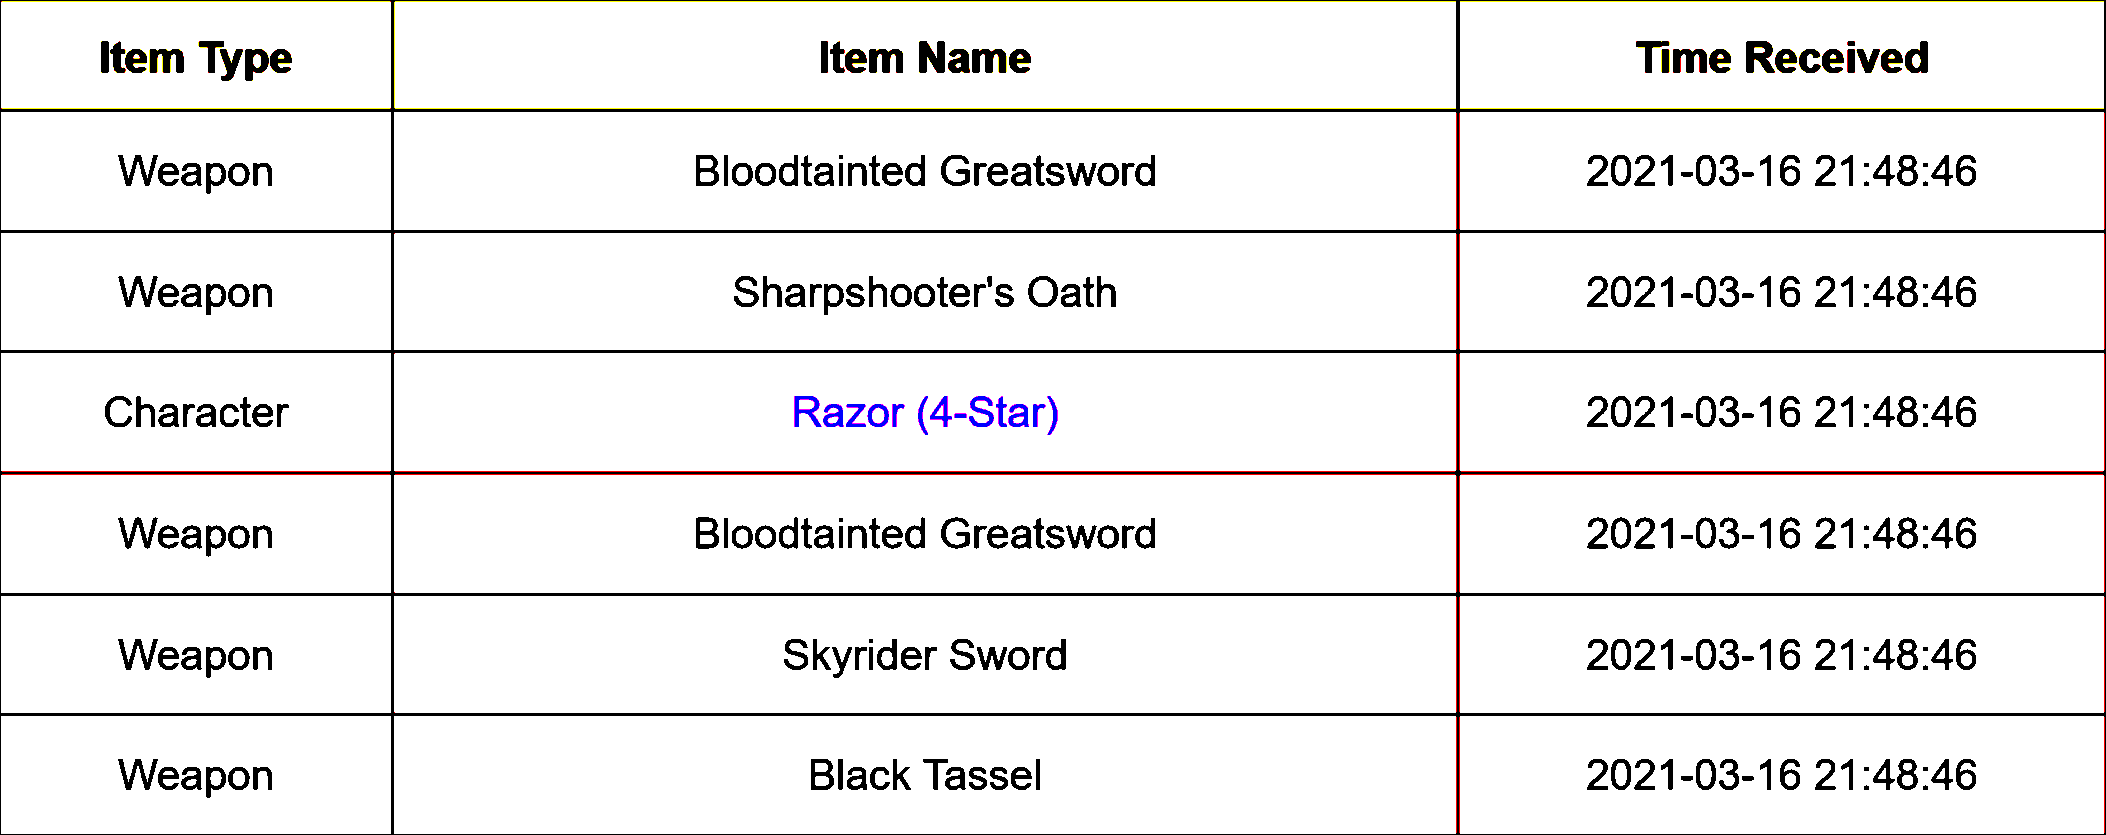 Item Type Item Name Time Received
Weapon Bloodtainted Greatsword 2021-03-16 21:48:46
Weapon Sharpshooter's Oath 2021-03-16 21:48:46
Character Razor (4-Star) 2021-03-16 21:48:46
Weapon Bloodtainted Greatsword 2021-03-16 21:48:46
Weapon Skyrider Sword 2021-03-16 21:48:46
Weapon Black Tassel 2021-03-16 21:48:46